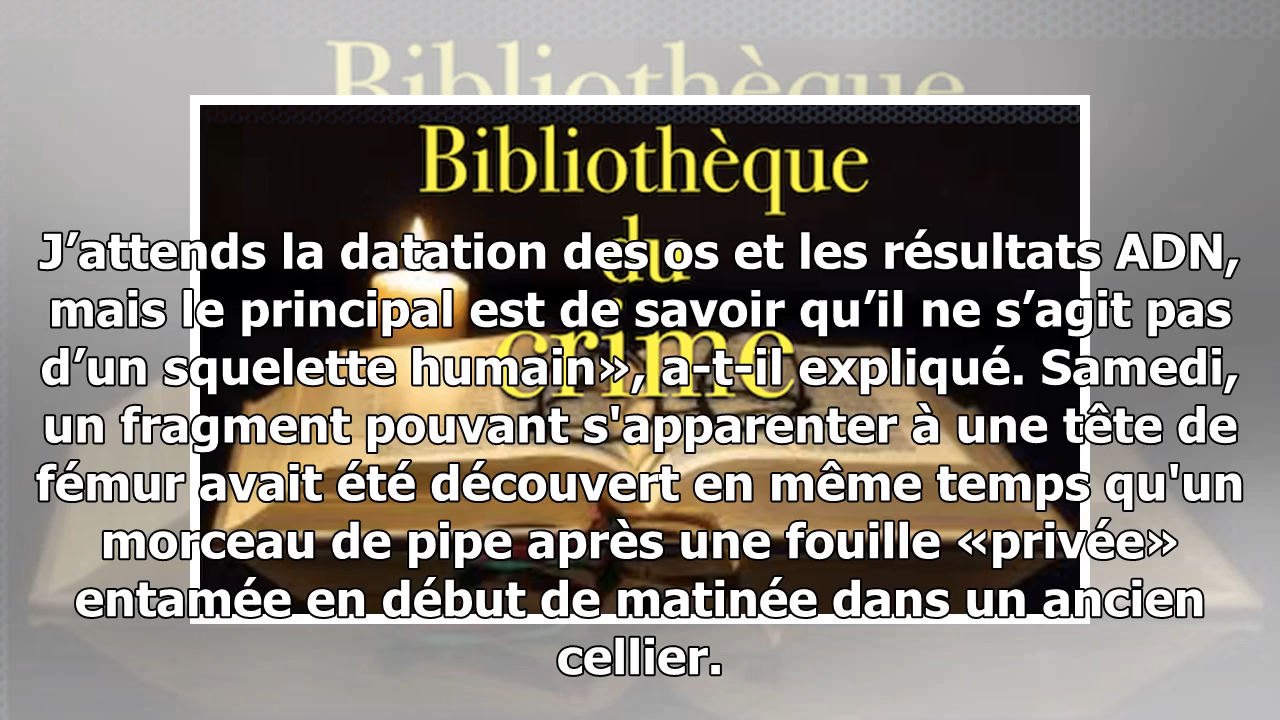 Bibliothèque
Bibliothèque
du
crime
J’attends la datation des os et les résultats ADN,
mais le principal est de savoir qu’il ne s’agit pas
d’un squelette humain», a-t-il expliqué. Samedi,
un fragment pouvant s'apparenter à une tête de
fémur avait été découvert en même temps qu'un
morceau de pipe après une fouille «privée»
entamée en début de matinée dans un ancien
cellier.